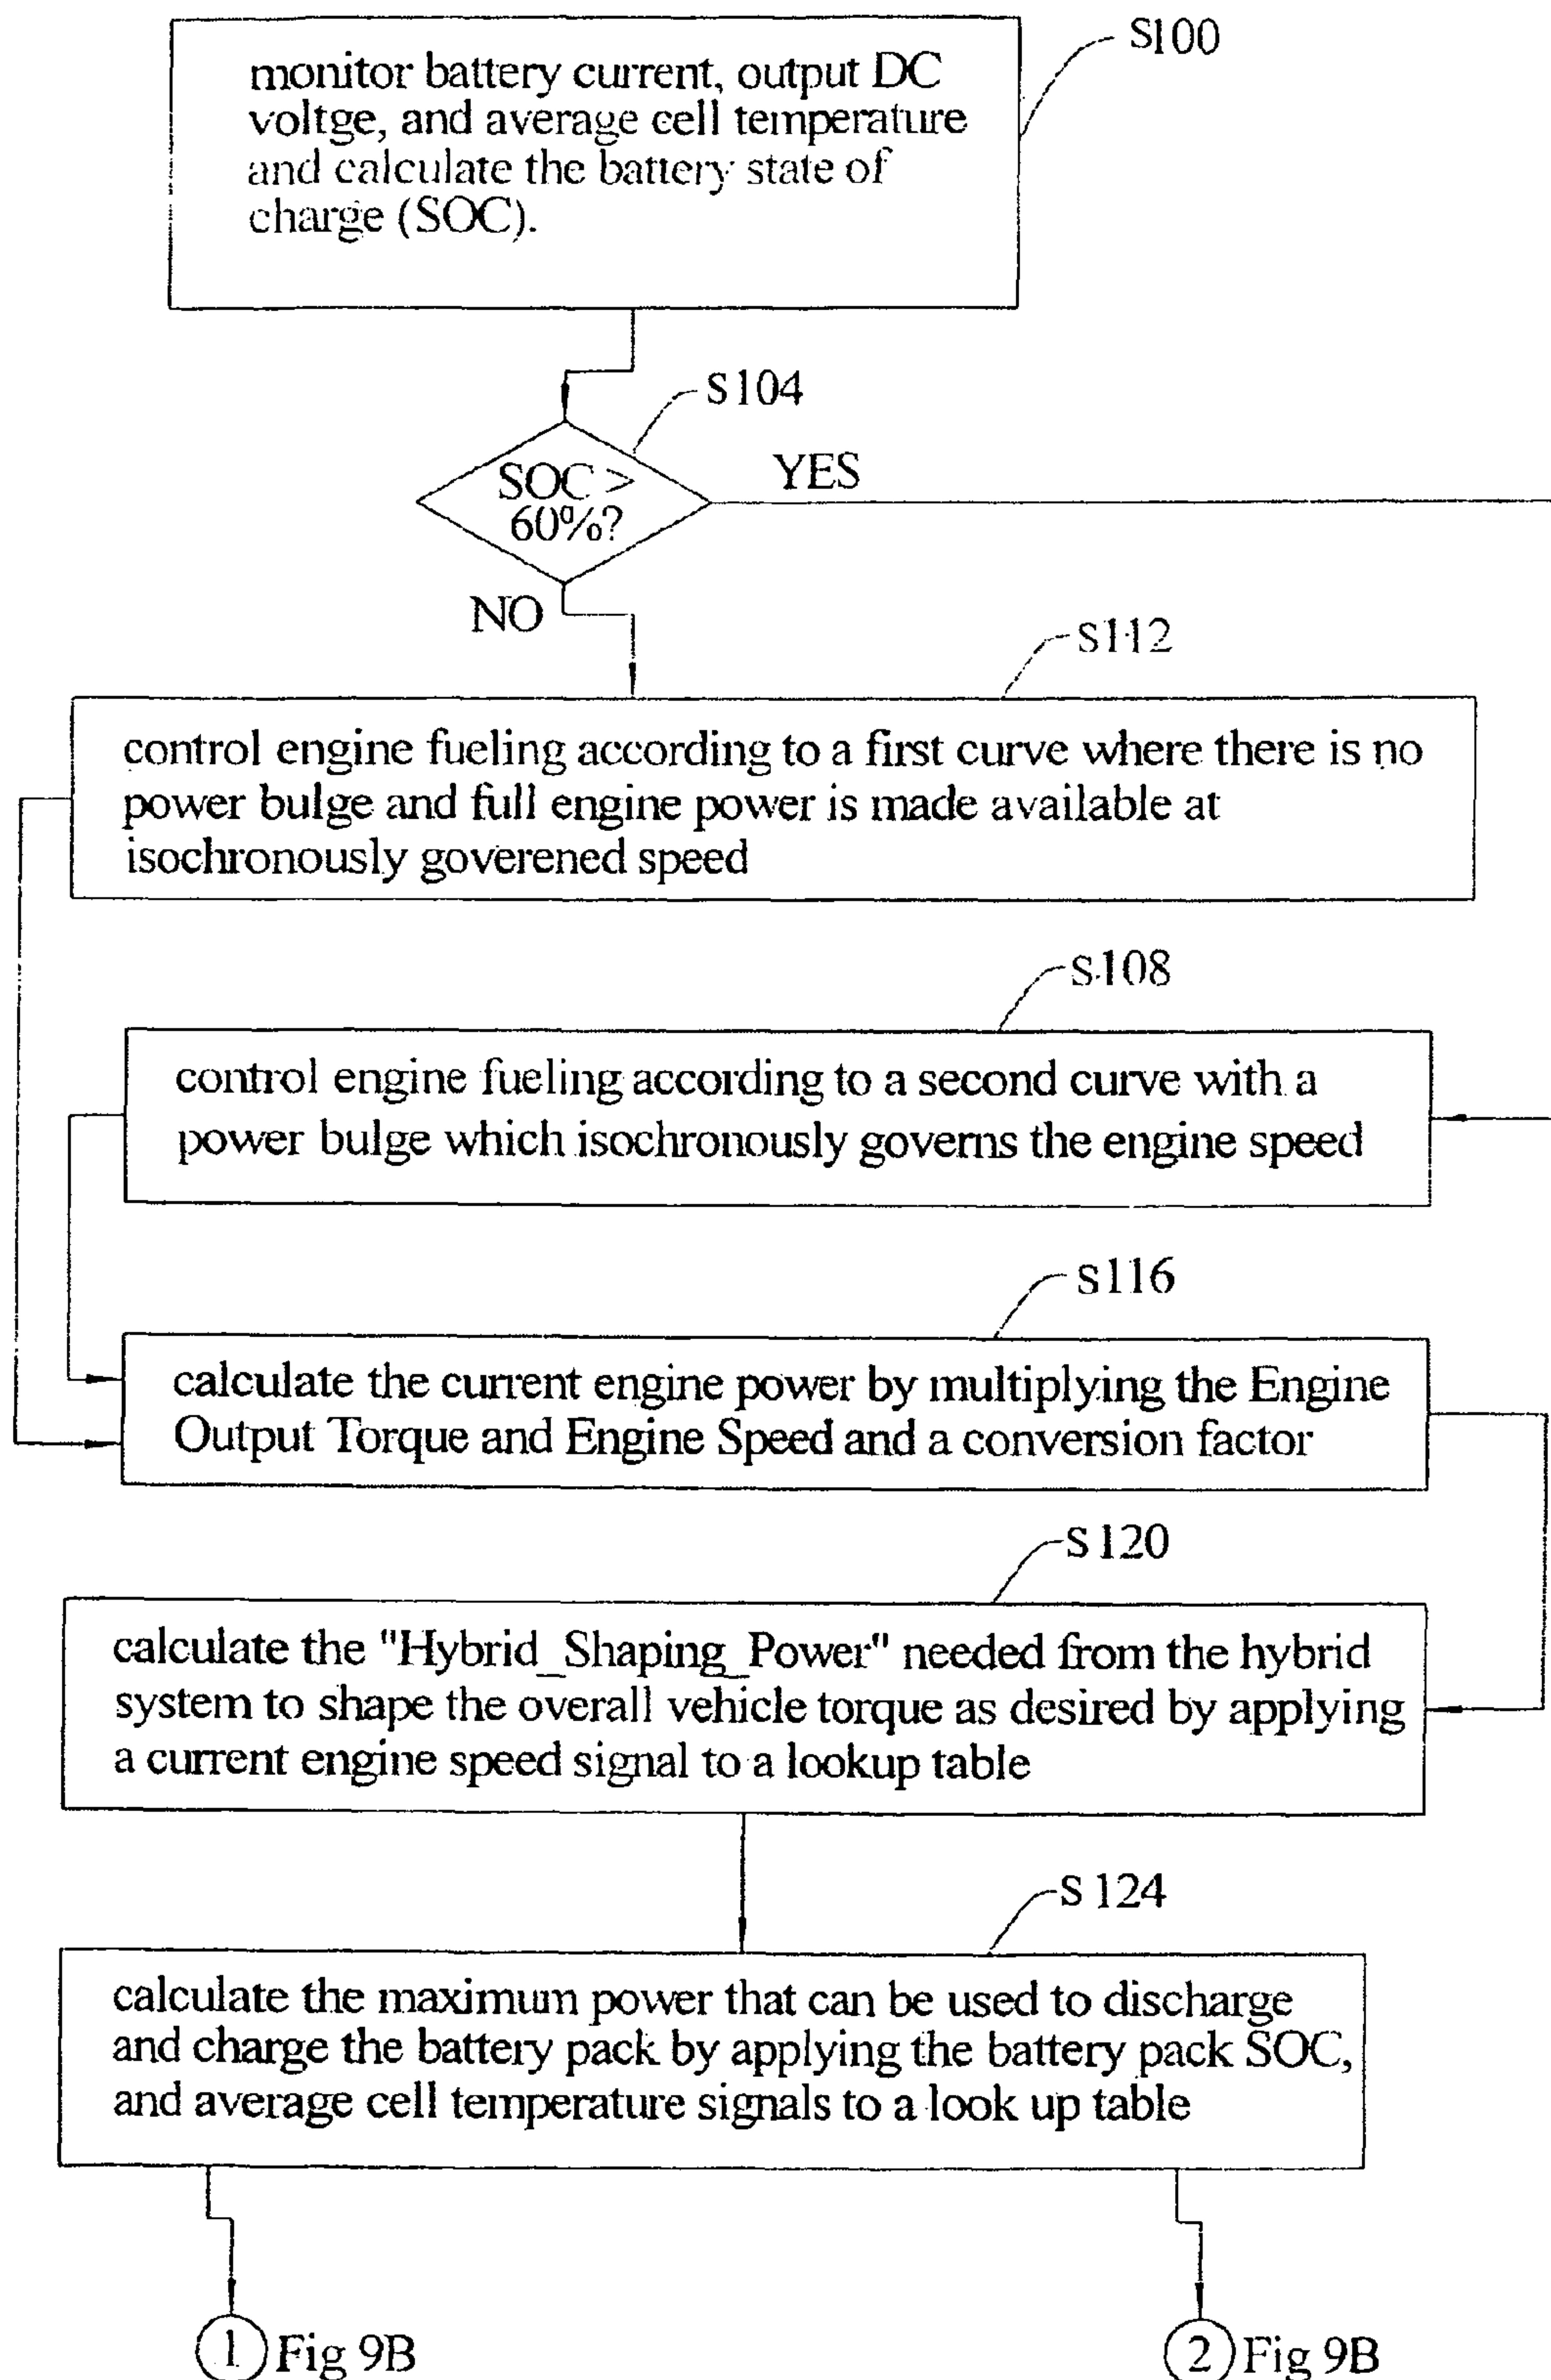 S100
monitor battery current, output DC
voltge, and average cell temperature
and calculate the battery state of
charge (SOC).
S104
SOC >
60%?
YES
NO
S112
control engine fueling according to a first curve where there is no
power bulge and full engine power is made available at
isochronously goverened speed
S108
control engine fueling according to a second curve with a
power bulge which isochronously governs the engine speed
S116
calculate the current engine power by multiplying the Engine
Output Torque and Engine Speed and a conversion factor
S120
calculate the "Hybrid_Shaping_Power" needed from the hybrid
system to shape the overall vehicle torque as desired by applying
a current engine speed signal to a lookup table
S124
calculate the maximum power that can be used to discharge
and charge the battery pack by applying the battery pack SOC,
and average cell temperature signals to a look up table
1 Fig 9B
2 Fig 9B